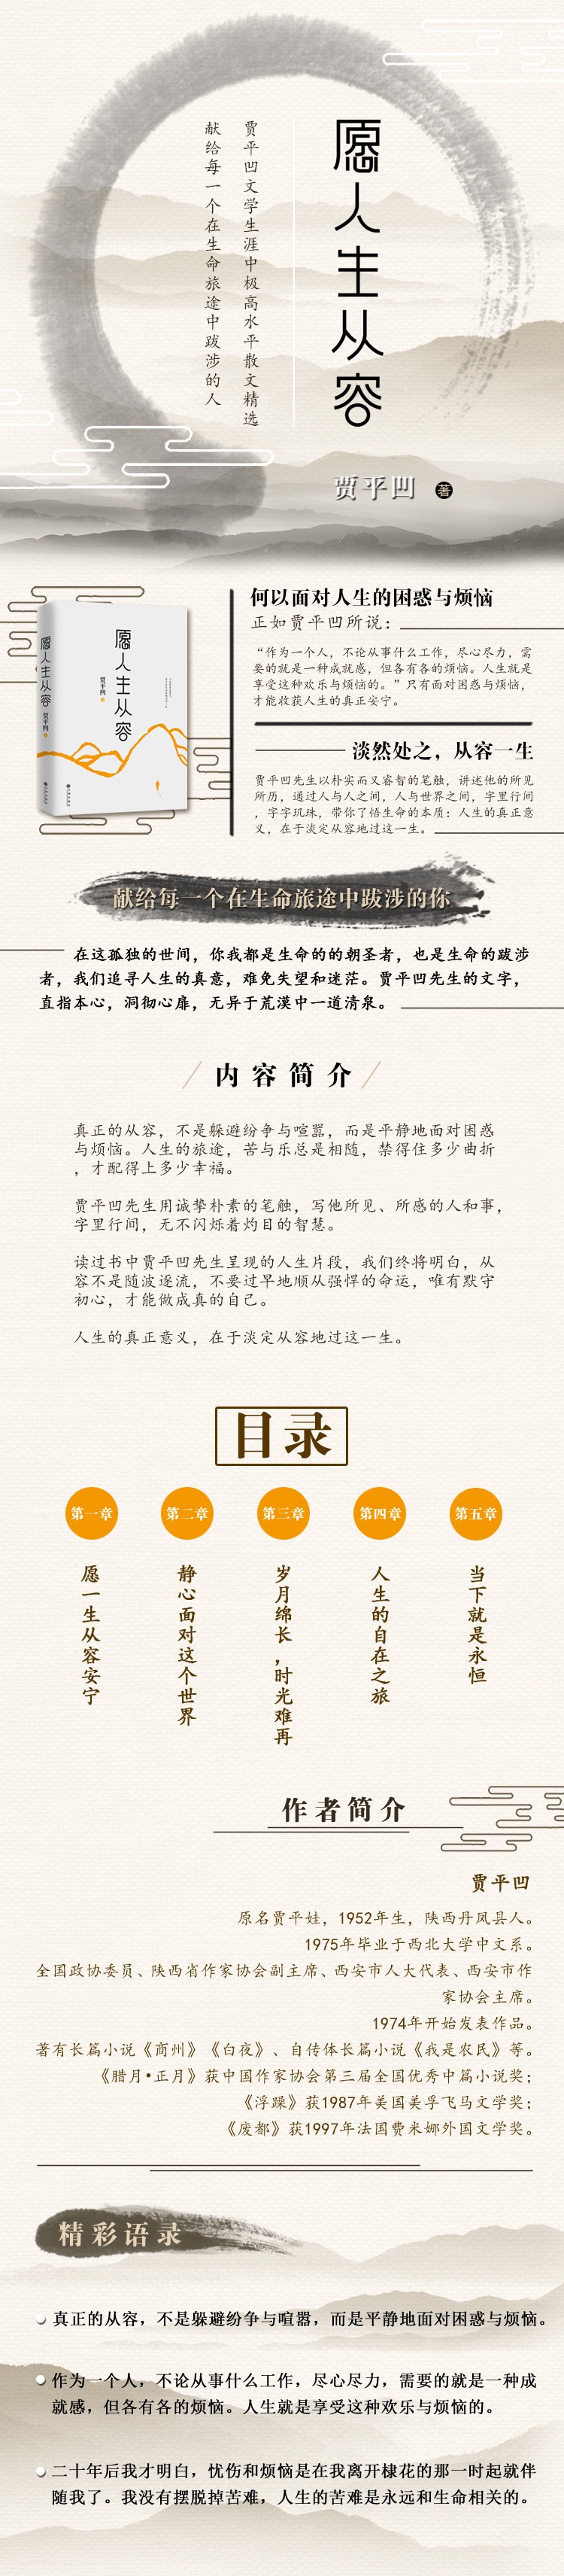 愿人生从容
贾平凹文学生涯中极高水平散文精选
献给每一个在生命旅途中跋涉的人
贾平凹 著
愿人生从容
贾平凹
愿人生从容
贾平凹
何以面对人生的困惑与烦恼
正如贾平凹所说：
“作为一个人，不论从事什么工作，尽心尽力，需
要的就是一种成就感，但各有各的烦恼。人生就是
享受这种欢乐与烦恼的。”只有面对困惑与烦恼，
才能收获人生的真正安宁。
淡然处之，从容一生
贾平凹先生以朴实而又睿智的笔触，讲述他的所见
所历，通过人与人之间，人与世界之间，字里行间
，字字玑珠，带你了悟生命的本质：人生的真正意
义，在于淡定从容地过这一生。
献给每一个在生命旅途中跋涉的你
在这孤独的世间，你我都是生命的的朝圣者，也是生命的跋涉
者，我们追寻人生的真意，难免失望和迷茫。贾平凹先生的文字，
直指本心，洞彻心扉，无异于荒漠中一道清泉。
内容简介
真正的从容，不是躲避纷争与喧嚣，而是平静地面对困惑
与烦恼。人生的旅途，苦与乐总是相随，禁得住多少曲折
，才配得上多少幸福。
贾平凹先生用诚挚朴素的笔触，写他所见、所感的人和事，
字里行间，无不闪烁着灼目的智慧。
读过书中贾平凹先生呈现的人生片段，我们终将明白，从
容不是随波逐流，不要过早地顺从强悍的命运，唯有默守
初心，才能做成真的自己。
人生的真正意义，在于淡定从容地过这一生。
目录
第一章
愿一生从容安宁
第二章
静心面对这个世界
第三章
岁月绵长，时光难再
第四章
人生的自在之旅
第五章
当下就是永恒
作者简介
贾平凹
原名贾平娃，1952年生，陕西丹凤县人。
1975年毕业于西北大学中文系。
全国政协委员、陕西省作家协会副主席、西安市人大代表、西安市作
家协会主席。
1974年开始发表作品。
著有长篇小说《商州》《白夜》、自传体长篇小说《我是农民》等。
《腊月•正月》获中国作家协会第三届全国优秀中篇小说奖；
《浮躁》获1987年美国美孚飞马文学奖；
《废都》获1997年法国费米娜外国文学奖。
精彩语录
真正的从容，不是躲避纷争与喧嚣，而是平静地面对困惑与烦恼。
作为一个人，不论从事什么工作，尽心尽力，需要的就是一种成
就感，但各有各的烦恼。人生就是享受这种欢乐与烦恼的。
二十年后我才明白，忧伤和烦恼是在我离开棣花的那一时起就伴
随我了。我没有摆脱掉苦难，人生的苦难是永远和生命相关的。